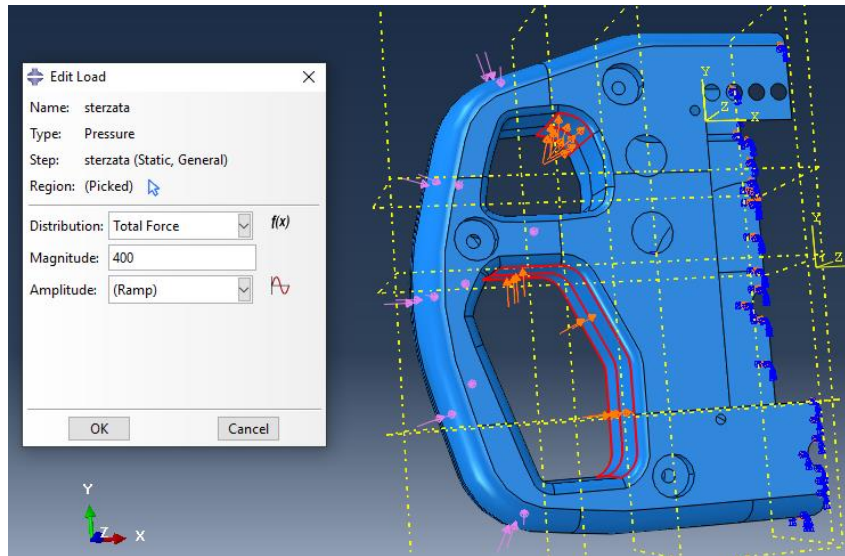 Edit Load
Name: sterzata
Type: Pressure
Step: sterzata (Static, General)
Region: (Picked)
Distribution: Total Force f(x)
Magnitude: 400
Amplitude: (Ramp)
OK Cancel
Y
Z X
Y
Z
Y
Z X